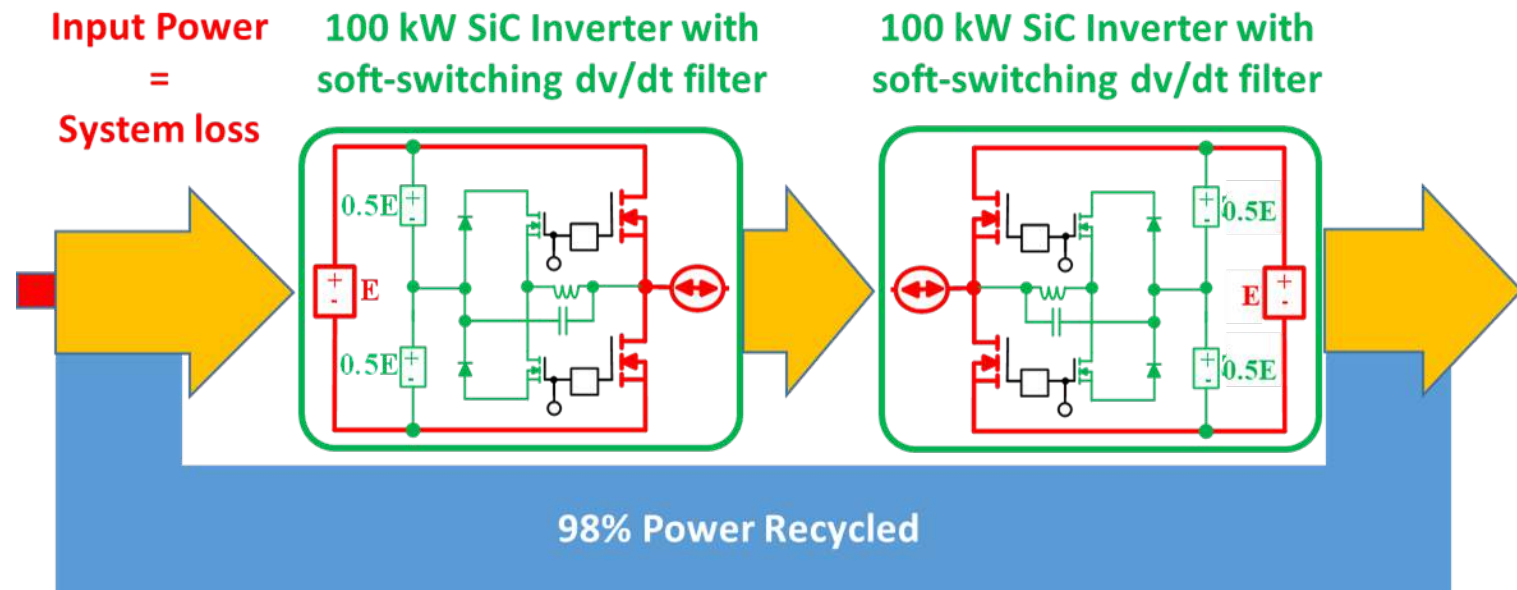 Input Power
=
System loss
100 kW SiC Inverter with
soft-switching dv/dt filter
100 kW SiC Inverter with
soft-switching dv/dt filter
+
-
0.5E
+
-
E
+
-
0.5E
+
-
0.5E
+
-
E
+
-
0.5E
98% Power Recycled